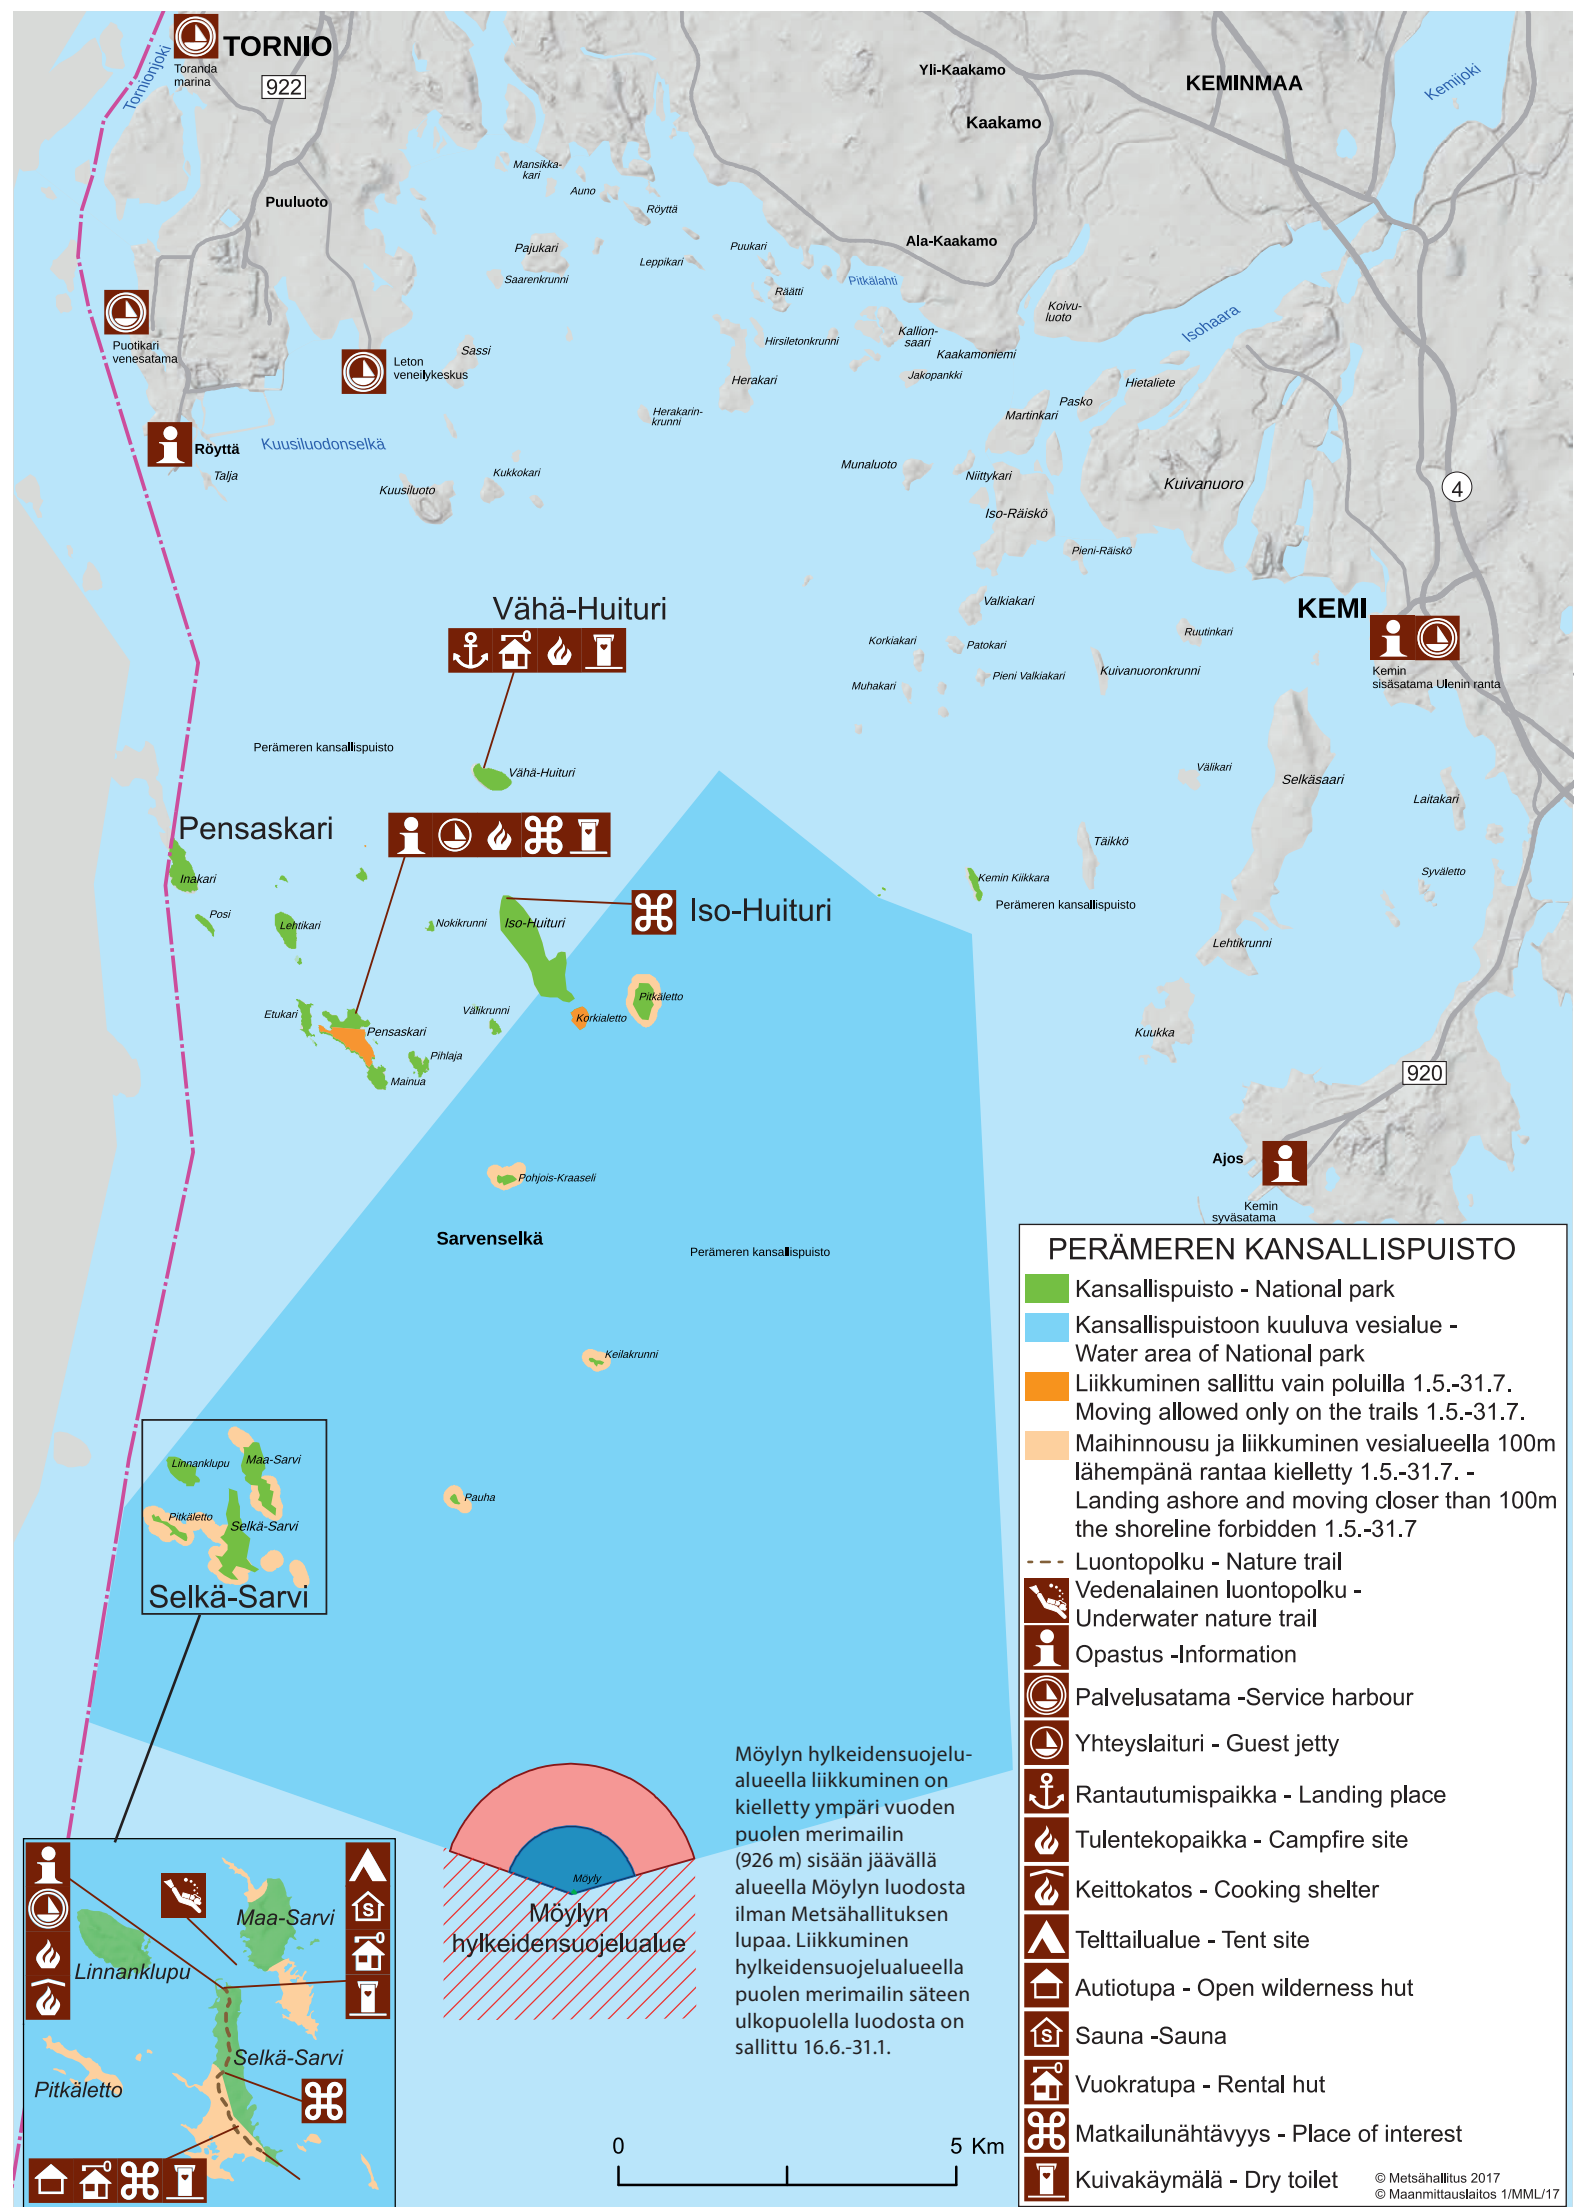 TORNIO
Toranda
marina
Tornionjoki
922
Yli-Kaakamo
KEMINMAA
Kemijoki
Kaakamo
Mansikka-
kari
Auno
Röyttä
Puuluoto
Pajukari
Leppikari
Puukari
Ala-Kaakamo
Saarenkrunni
Räätti
Pitkälahti
Koivu-
luoto
Isohaara
Puotikari
venesatama
Leton
veneilykeskus
Sassi
Hirsiletonkrunni
Kallion-
saari
Kaakamoniemi
Herakari
Jakopankki
Hietaliete
Pasko
Martinkari
Herakarin-
krunni
Röyttä
Kuusiluodonselkä
Talja
Kuusiluoto
Kukkokari
Munaluoto
Niittykari
Kuivanuoro
4
Iso-Räiskö
Pieni-Räiskö
Vähä-Huituri
Valkiakari
KEMI
Korkiakari
Patokari
Ruutinkari
Muhakari
Pieni Valkiakari
Kuivanuoronkrunni
Kemin
sisäsatama Ulenin ranta
Perämeren kansallispuisto
Vähä-Huituri
Välikari
Selkäsaari
Laitakari
Pensaskari
Täikkö
Inakari
Kemin Kiikkara
Syväletto
Perämeren kansallispuisto
Posi
Lehtikari
Nokikrunni
Iso-Huituri
Iso-Huituri
Lehtikrunni
Pitkäletto
Etukari
Välikrunni
Korkialetto
Pensaskari
Kuukka
Pihlaja
Mainua
920
Ajos
Kemin
syväsatama
Pohjois-Kraaseli
Sarvenselkä
Perämeren kansallispuisto
Keilakrunni
Linnanklupu
Maa-Sarvi
Pitkäletto
Selkä-Sarvi
Selkä-Sarvi
Pauha
PERÄMEREN KANSALLISPUISTO
Kansallispuisto - National park
Kansallispuistoon kuuluva vesialue -
Water area of National park
Liikkuminen sallittu vain poluilla 1.5.-31.7.
Moving allowed only on the trails 1.5.-31.7.
Maihinnousu ja liikkuminen vesialueella 100m
lähempänä rantaa kielletty 1.5.-31.7. -
Landing ashore and moving closer than 100m
the shoreline forbidden 1.5.-31.7
Luontopolku - Nature trail
Vedenalainen luontopolku -
Underwater nature trail
Opastus -Information
Palvelusatama -Service harbour
Yhteyslaituri - Guest jetty
Rantautumispaikka - Landing place
Tulentekopaikka - Campfire site
Keittokatos - Cooking shelter
Telttailualue - Tent site
Autiotupa - Open wilderness hut
S
Sauna -Sauna
Vuokratupa - Rental hut
Matkailunähtävyys - Place of interest
Kuivakäymälä - Dry toilet
© Metsähallitus 2017
© Maanmittauslaitos 1/MML/17
Möylyn hylkeidensuojelu-
alueella liikkuminen on
kielletty ympäri vuoden
puolen merimailin
(926 m) sisään jäävällä
alueella Möylyn luodosta
ilman Metsähallituksen
lupaa. Liikkuminen
hylkeidensuojelualueella
puolen merimailin säteen
ulkopuolella luodosta on
sallittu 16.6.-31.1.
Möyly
Möylyn
hylkeidensuojelualue
Maa-Sarvi
S
Linnanklupu
Selkä-Sarvi
Pitkäletto
0
5 Km